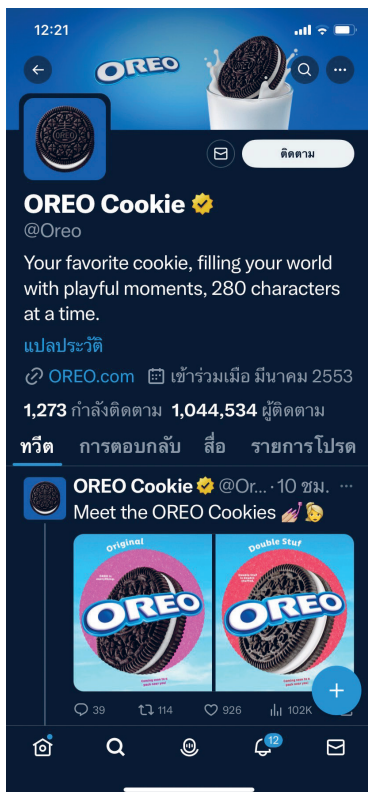 12:21
OREO
ติดตาม
OREO Cookie
@Oreo
Your favorite cookie, filling your world
with playful moments, 280 characters
at a time.
แปลประวัติ
OREO.com เข้าร่วมเมื่อ มีนาคม 2553
1,273 กำลังติดตาม 1,044,534 ผู้ติดตาม
ทวีต การตอบกลับ สื่อ รายการโปรด
OREO Cookie @Or... · 10 ชม.
Meet the OREO Cookies 💅👩
Original Double Stuf
OREO OREO
39 114 926 102K
12